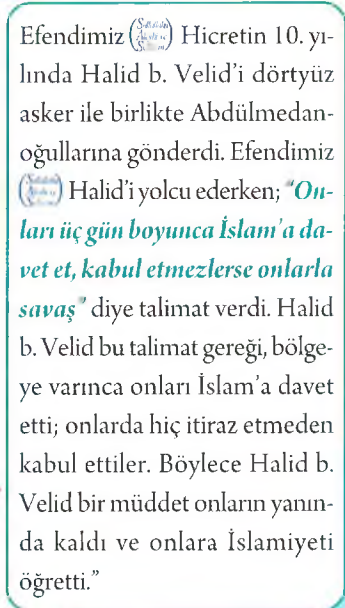 Efendimiz Hicretin 10. yı-
lında Halid b. Velid’i dörtyüz
asker ile birlikte Abdülmedan-
oğullarına gönderdi. Efendimiz
Halid’i yolcu ederken; “On-
ları üç gün boyunca İslam’a da-
vet et, kabul etmezlerse onlarla
savaş” diye talimat verdi. Halid
b. Velid bu talimat gereği, bölge-
ye varınca onları İslam’a davet
etti; onlarda hiç itiraz etmeden
kabul ettiler. Böylece Halid b.
Velid bir müddet onların yanın-
da kaldı ve onlara İslamiyeti
öğretti.”